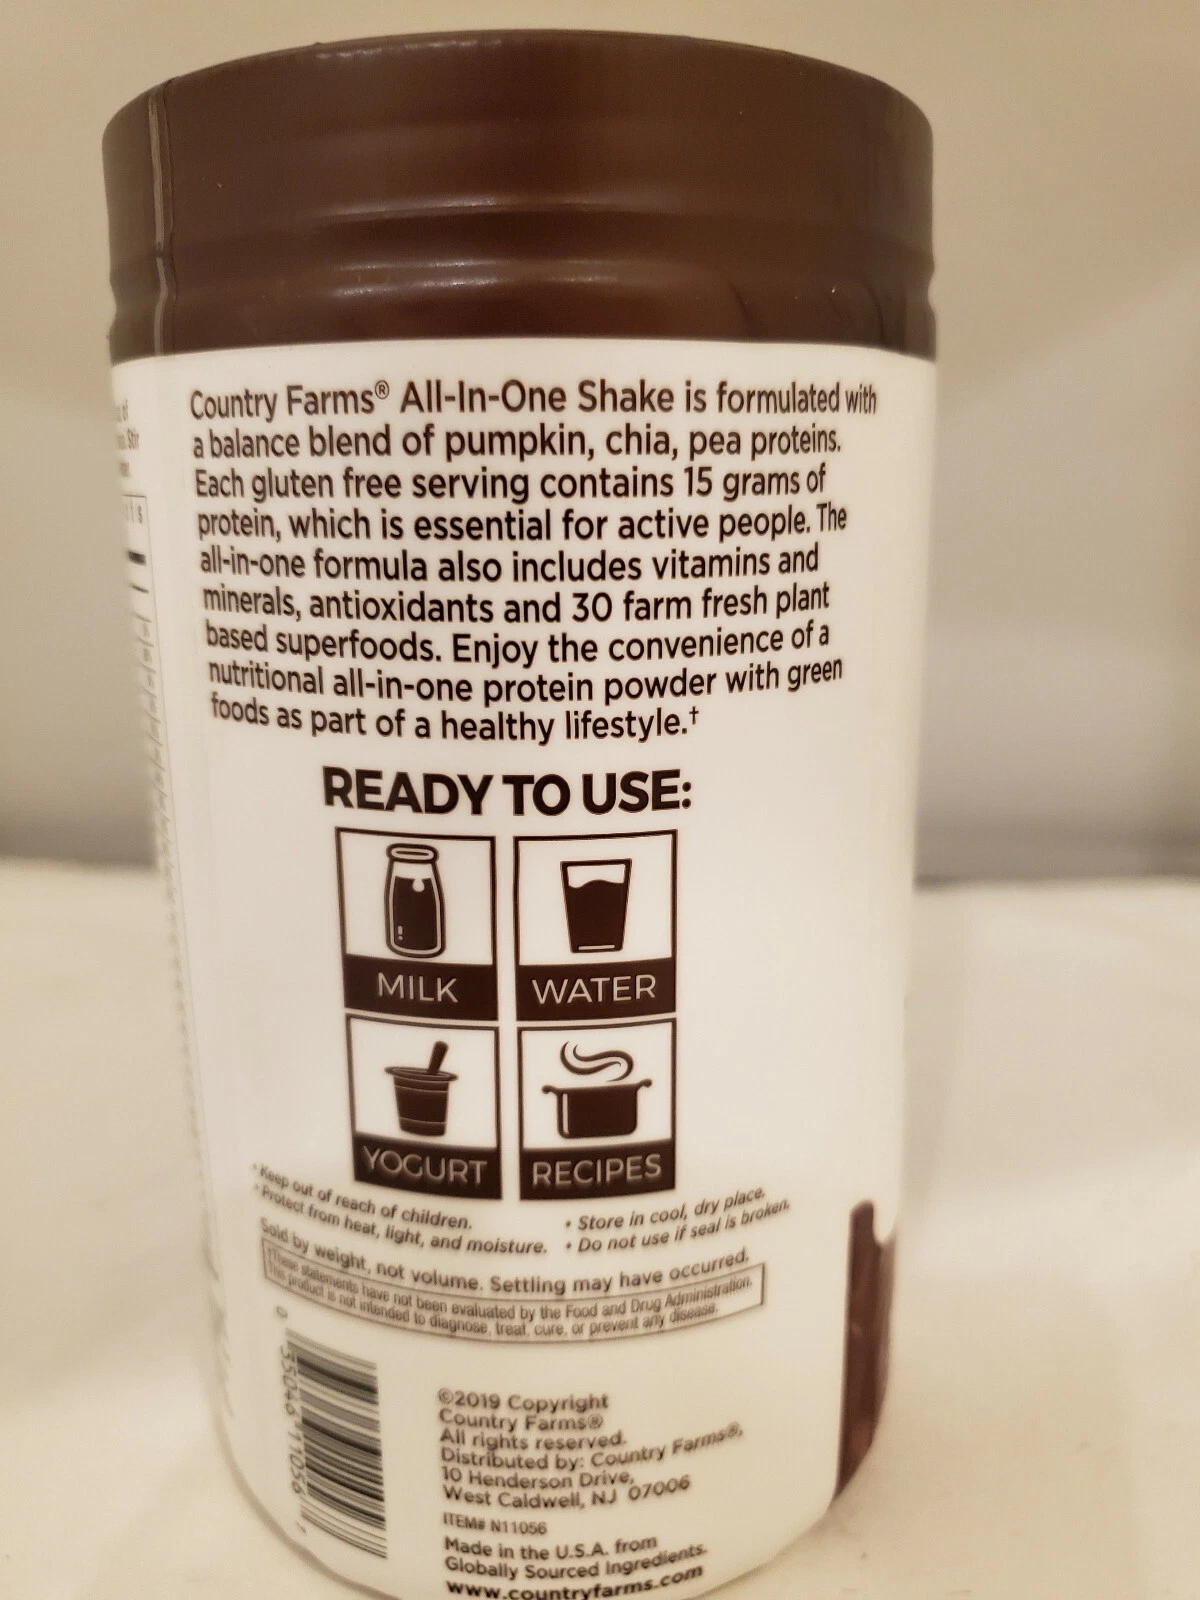 Country Farms® All-In-One Shake is formulated with
a balance blend of pumpkin, chia, pea proteins.
Each gluten free serving contains 15 grams of
protein, which is essential for active people. The
all-in-one formula also includes vitamins and
minerals, antioxidants and 30 farm fresh plant
based superfoods. Enjoy the convenience of a
nutritional all-in-one protein powder with green
foods as part of a healthy lifestyle.†
READY TO USE:
MILK
WATER
YOGURT
RECIPES
• Keep out of reach of children.
• Protect from heat, light, and moisture.
• Store in cool, dry place.
• Do not use if seal is broken.
Sold by weight, not volume. Settling may have occurred.
†These statements have not been evaluated by the Food and Drug Administration.
This product is not intended to diagnose, treat, cure, or prevent any disease.
0 35046 11056 7
©2019 Copyright
Country Farms®
All rights reserved.
Distributed by: Country Farms®,
10 Henderson Drive,
West Caldwell, NJ 07006
ITEM# N11056
Made in the U.S.A. from
Globally Sourced Ingredients.
www.countryfarms.com